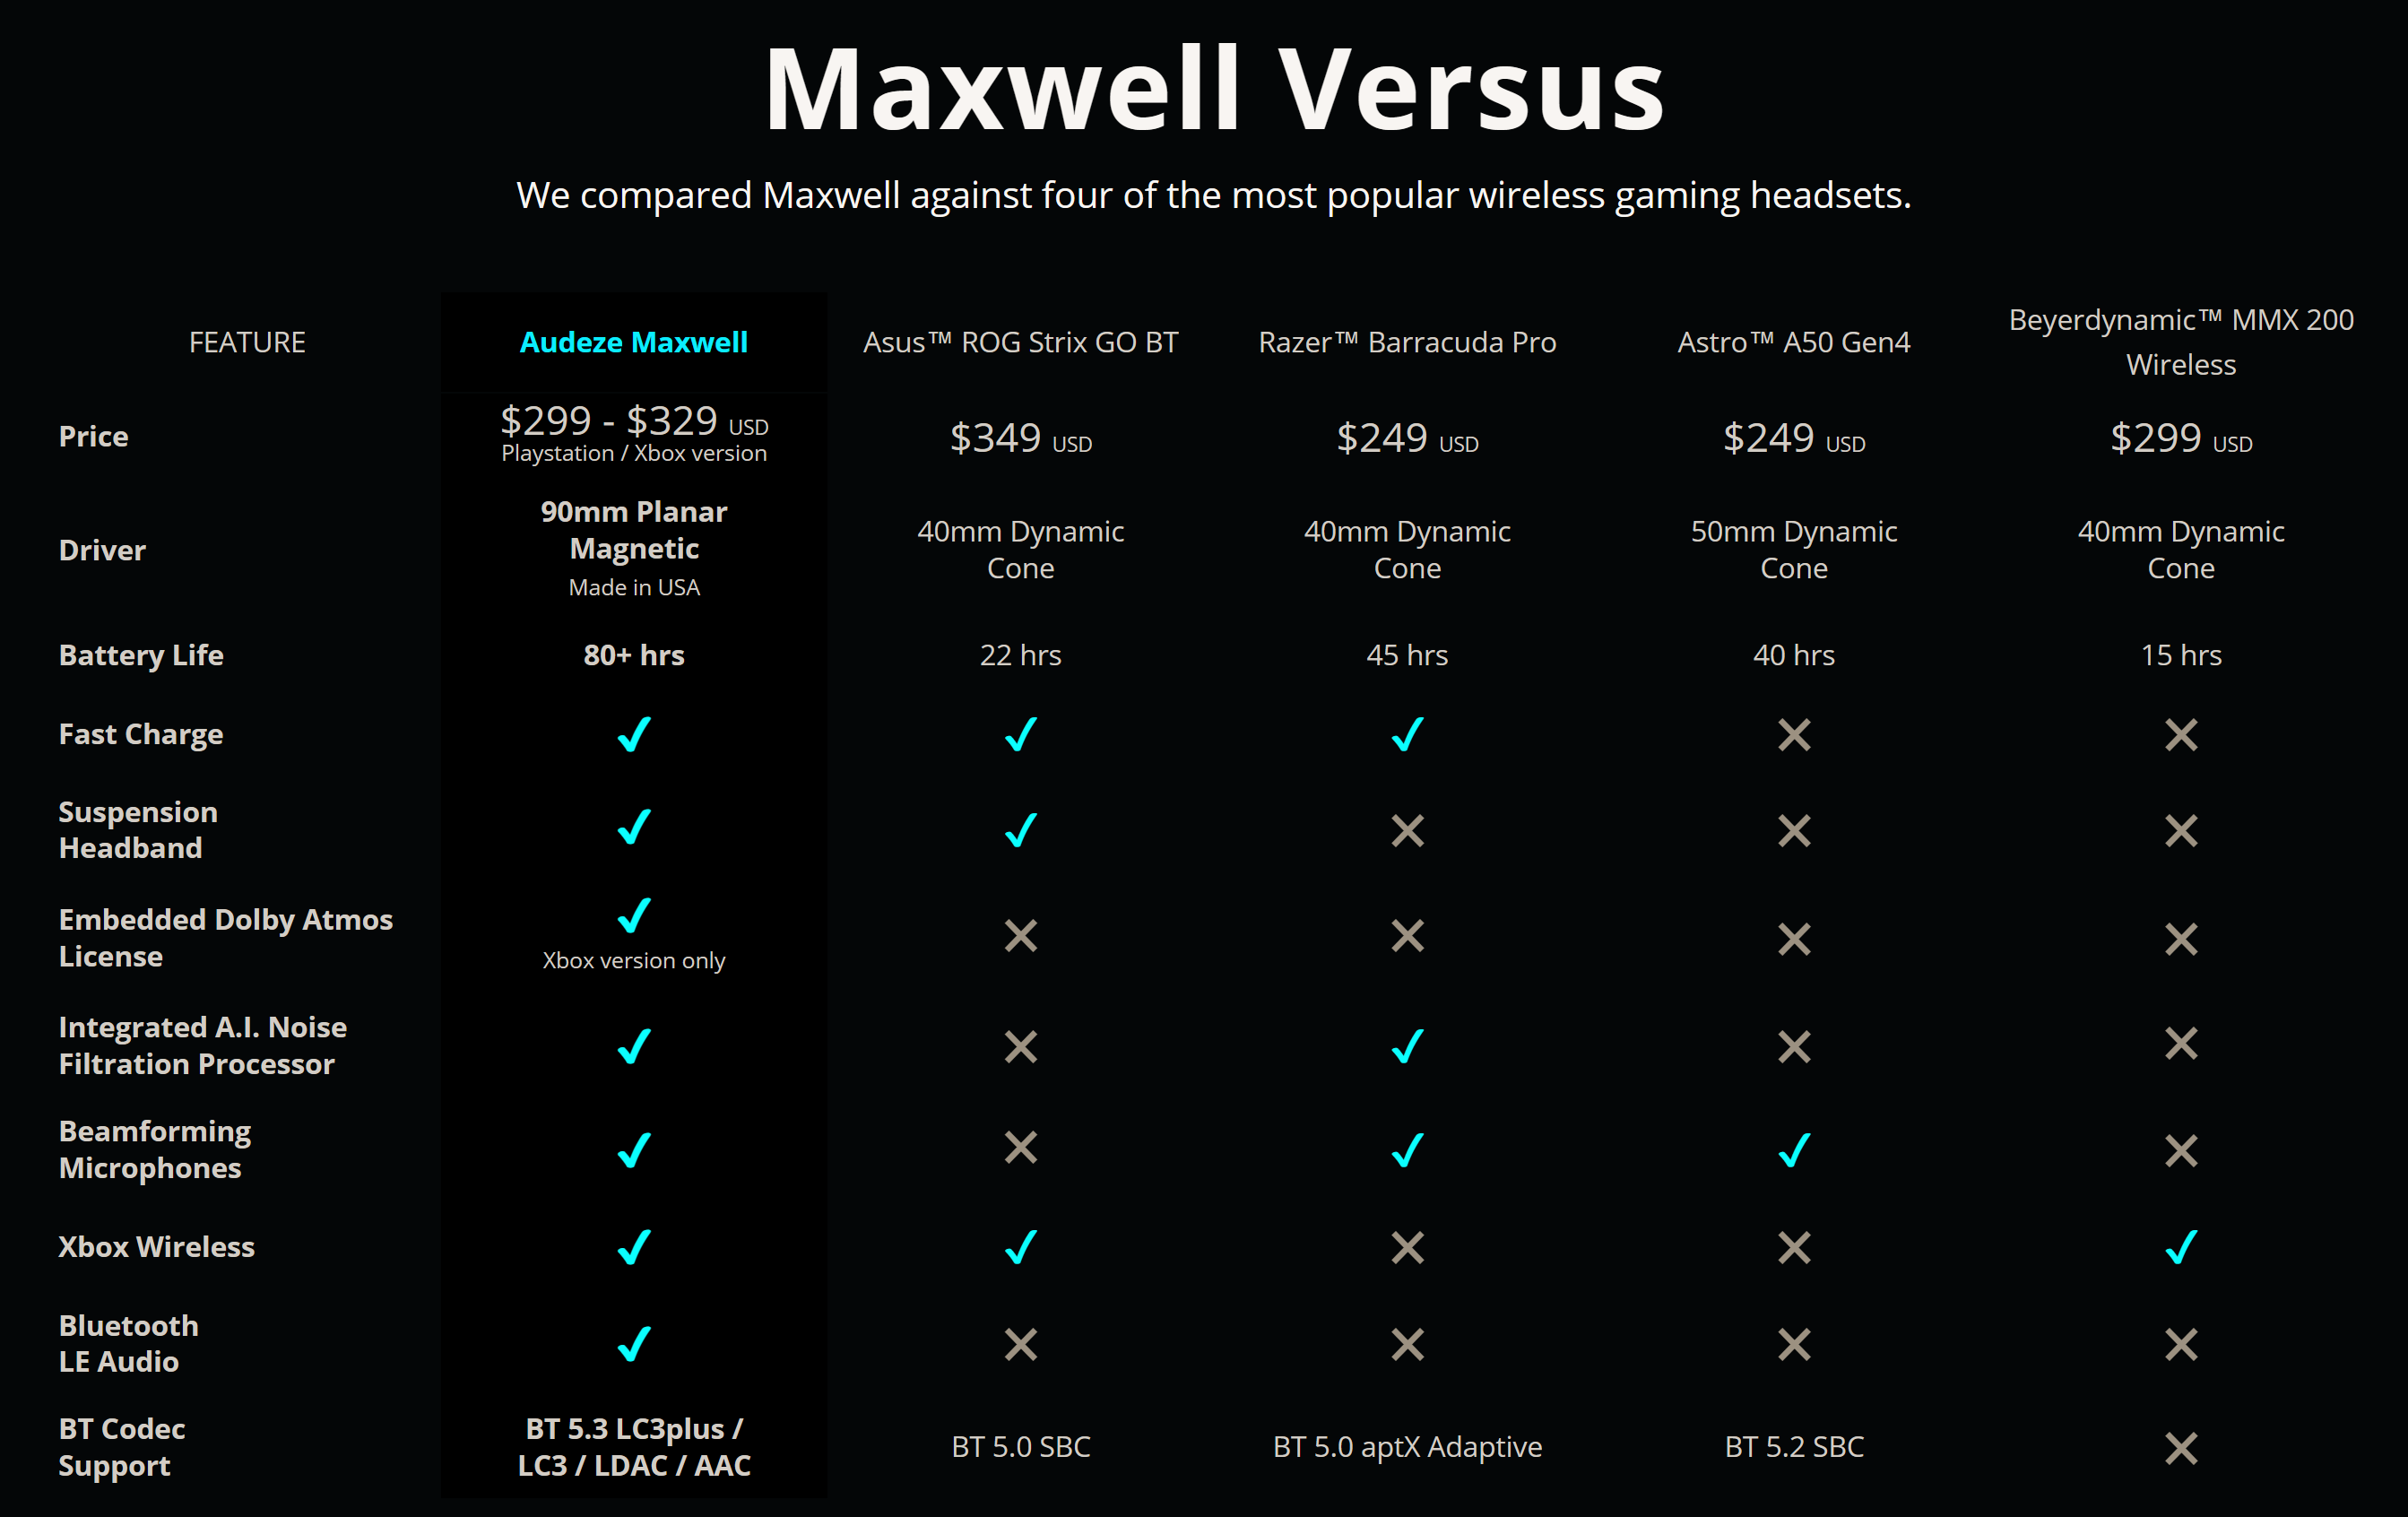 Maxwell Versus
We compared Maxwell against four of the most popular wireless gaming headsets.
FEATURE
Audeze Maxwell
Asus™ ROG Strix GO BT
Razer™ Barracuda Pro
Astro™ A50 Gen4
Beyerdynamic™ MMX 200
Wireless
Price
$299 - $329 USD
Playstation / Xbox version
$349 USD
$249 USD
$249 USD
$299 USD
Driver
90mm Planar
Magnetic
Made in USA
40mm Dynamic
Cone
40mm Dynamic
Cone
50mm Dynamic
Cone
40mm Dynamic
Cone
Battery Life
80+ hrs
22 hrs
45 hrs
40 hrs
15 hrs
Fast Charge
Suspension
Headband
Embedded Dolby Atmos
License
Xbox version only
Integrated A.I. Noise
Filtration Processor
Beamforming
Microphones
Xbox Wireless
Bluetooth
LE Audio
BT Codec
Support
BT 5.3 LC3plus /
LC3 / LDAC / AAC
BT 5.0 SBC
BT 5.0 aptX Adaptive
BT 5.2 SBC